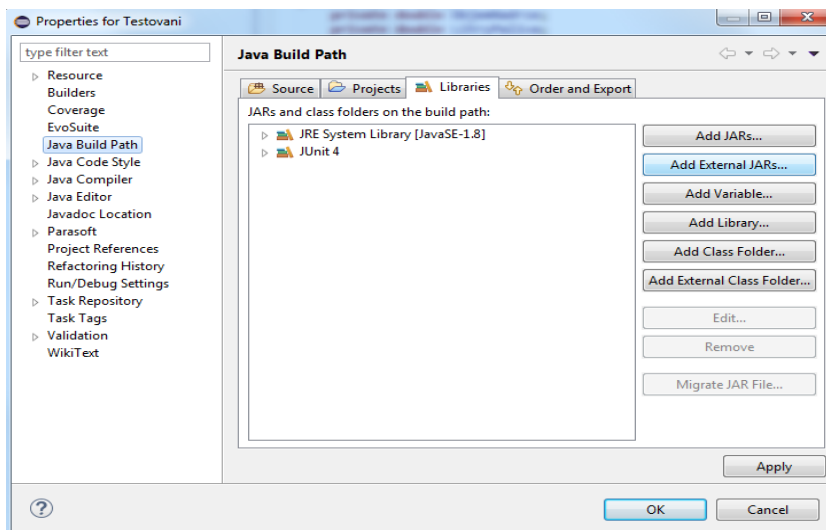 Properties for Testovani
type filter text
Resource
Builders
Coverage
EvoSuite
Java Build Path
Java Code Style
Java Compiler
Java Editor
Javadoc Location
Parasoft
Project References
Refactoring History
Run/Debug Settings
Task Repository
Task Tags
Validation
WikiText
Java Build Path
Source Projects Libraries Order and Export
JARs and class folders on the build path:
JRE System Library [JavaSE-1.8]
JUnit 4
Add JARs...
Add External JARs...
Add Variable...
Add Library...
Add Class Folder...
Add External Class Folder...
Edit...
Remove
Migrate JAR File...
Apply
OK Cancel